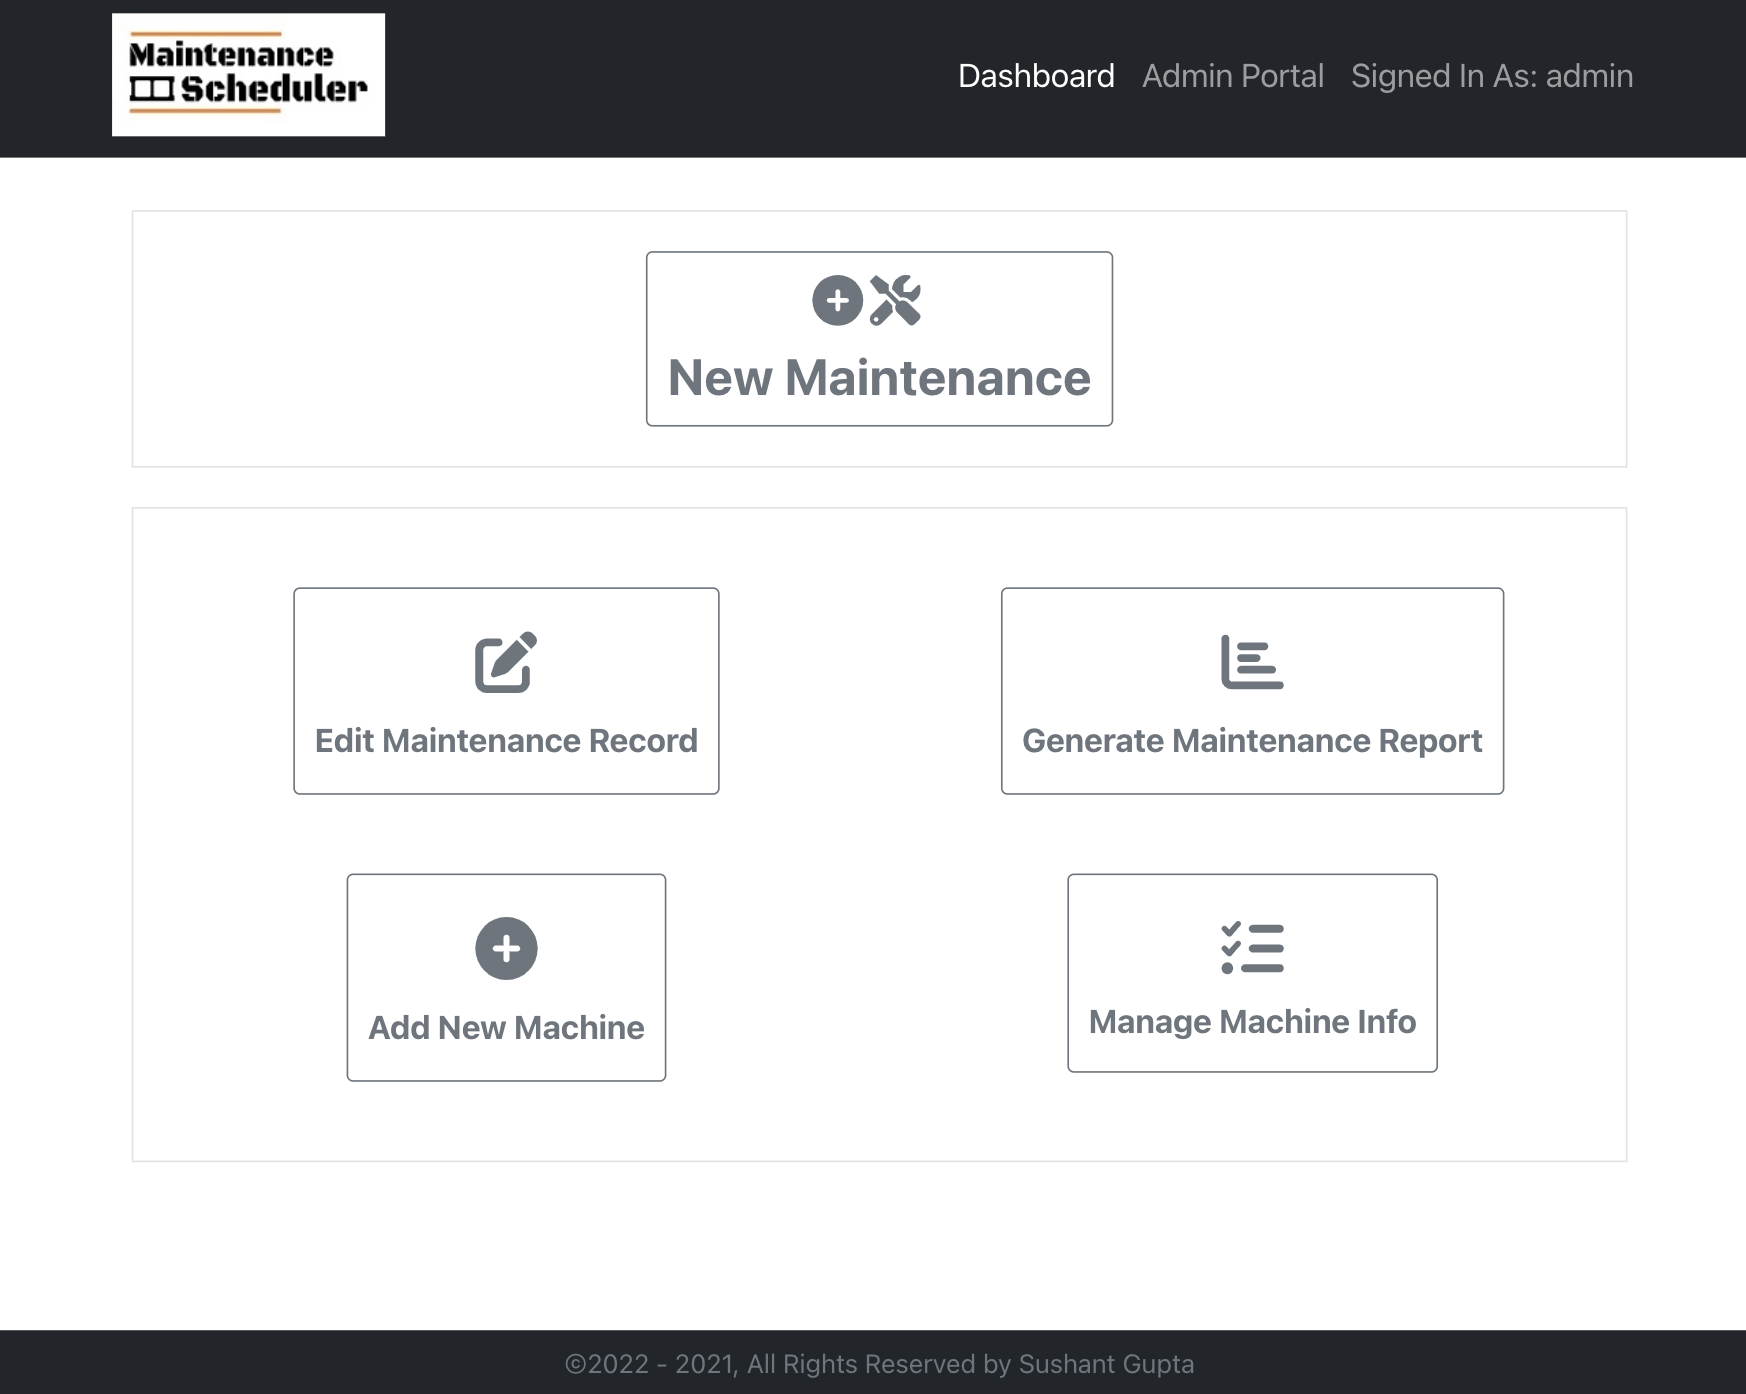 Maintenance
Scheduler
Dashboard Admin Portal Signed In As: admin
New Maintenance
Edit Maintenance Record
Generate Maintenance Report
Add New Machine
Manage Machine Info
©2022 - 2021, All Rights Reserved by Sushant Gupta